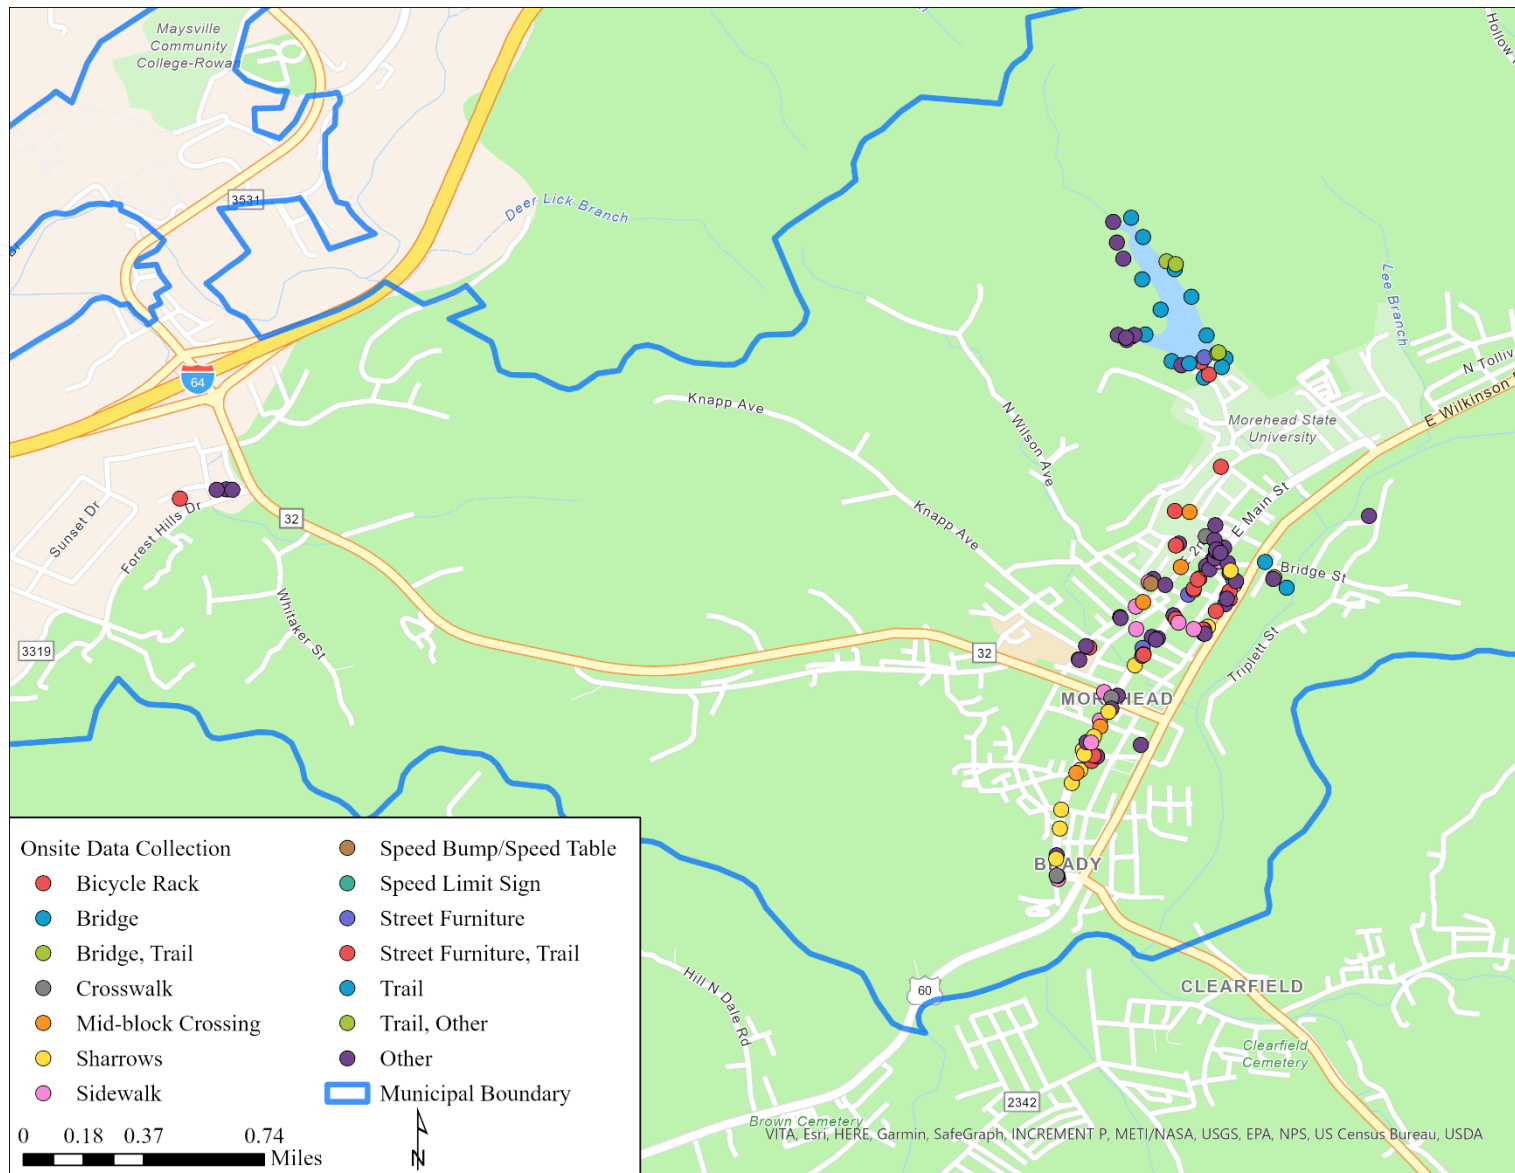 Maysville
Community
College-Rowan
Hollow
3531
Deer Lick Branch
Lee Branch
64
Knapp Ave
N Wilson Ave
N Tolliv
E Wilkinson
Morehead State
University
Knapp Ave
E Main St
E 2n
Sunset Dr
Forest Hills Dr
32
Bridge St
Whitaker St
3319
32
Triplett St
MOREHEAD
BRADY
Onsite Data Collection
Bicycle Rack
Bridge
Bridge, Trail
Crosswalk
Mid-block Crossing
Sharrows
Sidewalk
Speed Bump/Speed Table
Speed Limit Sign
Street Furniture
Street Furniture, Trail
Trail
Trail, Other
Other
Municipal Boundary
0 0.18 0.37 0.74
Miles
N
Hill N Dale Rd
60
CLEARFIELD
Clearfield
Cemetery
2342
Brown Cemetery
VITA, Esri, HERE, Garmin, SafeGraph, INCREMENT P, METI/NASA, USGS, EPA, NPS, US Census Bureau, USDA